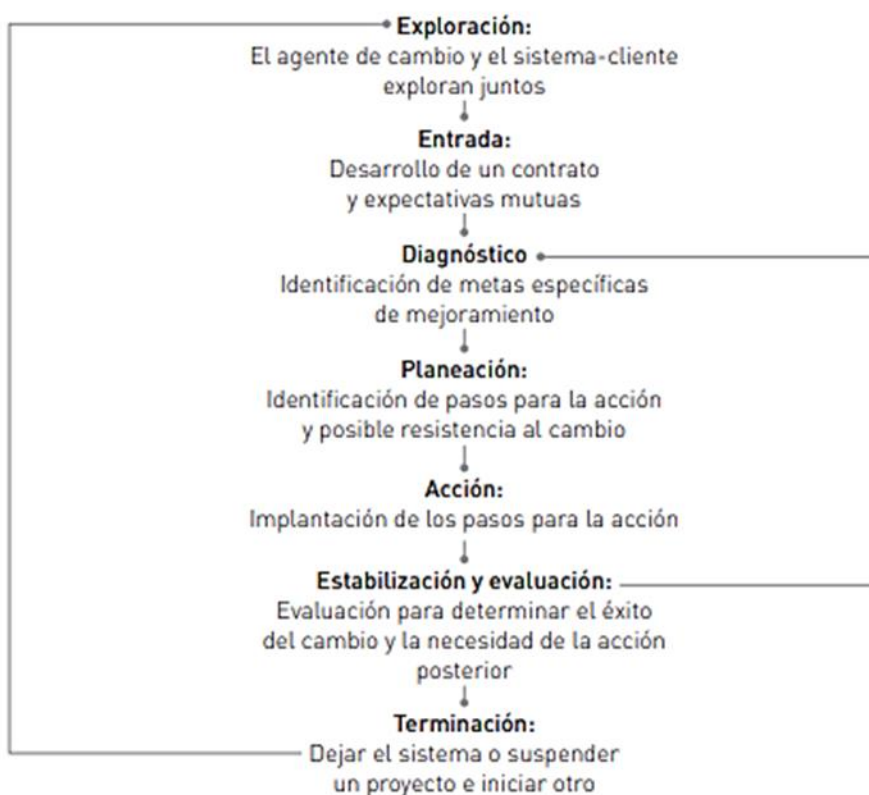 Exploración:
El agente de cambio y el sistema-cliente
exploran juntos
Entrada:
Desarrollo de un contrato
y expectativas mutuas
Diagnóstico
Identificación de metas específicas
de mejoramiento
Planeación:
Identificación de pasos para la acción
y posible resistencia al cambio
Acción:
Implantación de los pasos para la acción
Estabilización y evaluación:
Evaluación para determinar el éxito
del cambio y la necesidad de la acción
posterior
Terminación:
Dejar el sistema o suspender
un proyecto e iniciar otro